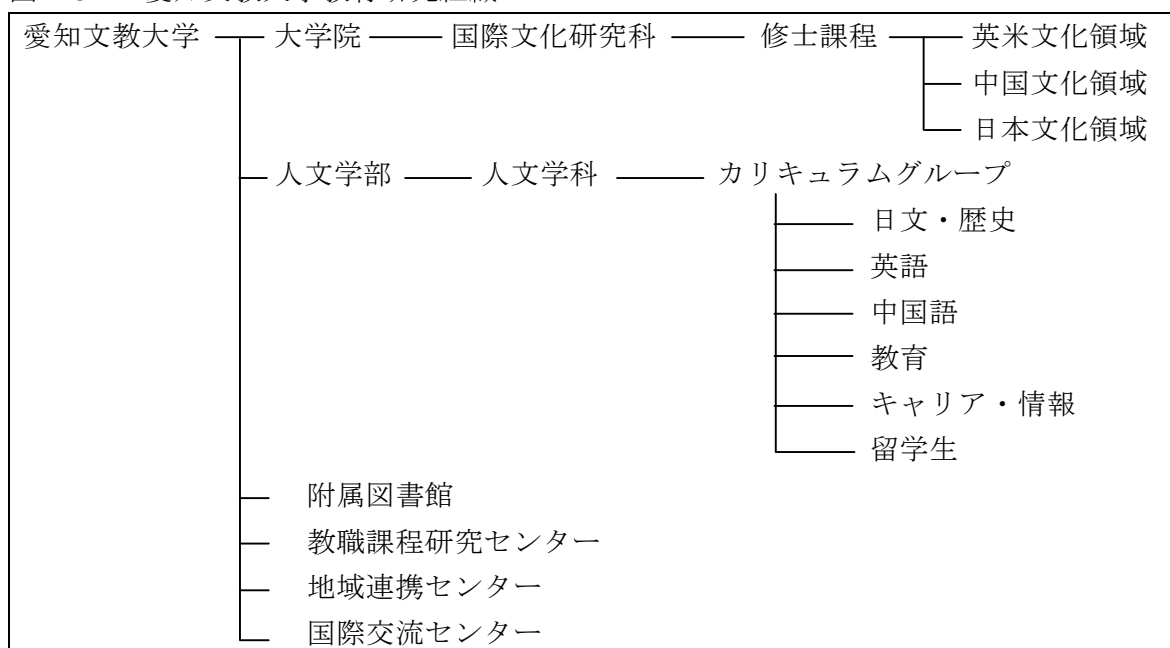 愛知文教大学 大学院 国際文化研究科 修士課程 英米文化領域
中国文化領域
日本文化領域
人文学部 人文学科 カリキュラムグループ
日文・歴史
英語
中国語
教育
キャリア・情報
留学生
附属図書館
教職課程研究センター
地域連携センター
国際交流センター